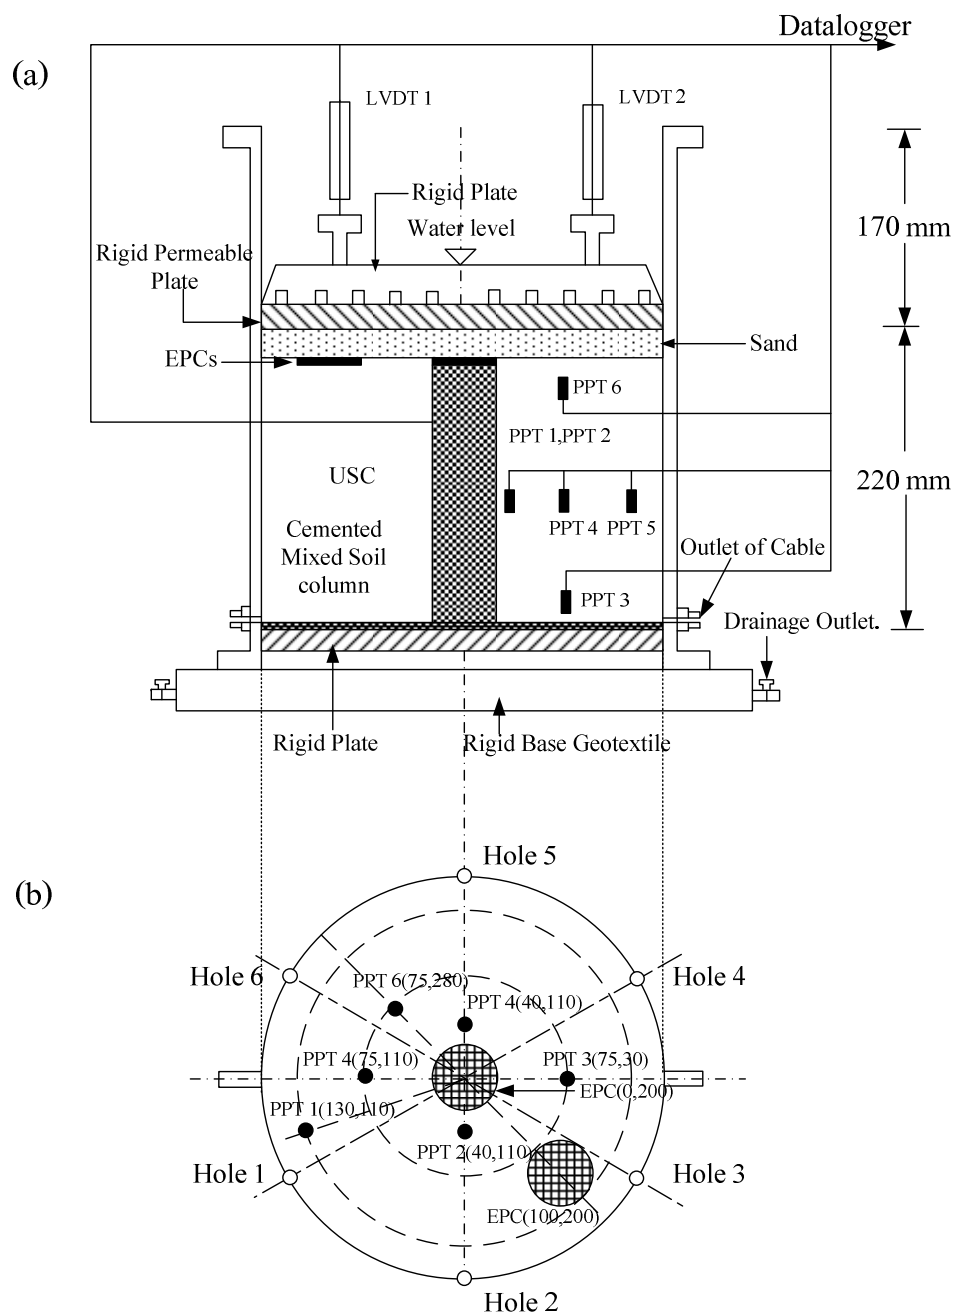 Datalogger
(a)
LVDT 1
LVDT 2
Rigid Plate
Water level
170 mm
Rigid Permeable
Plate
Sand
EPCs
PPT 6
PPT 1,PPT 2
USC
220 mm
PPT 4 PPT 5
Cemented
Mixed Soil
column
Outlet of Cable
PPT 3
Drainage Outlet.
Rigid Plate
Rigid Base Geotextile
(b)
Hole 5
Hole 6
Hole 4
PPT 6(75,280)
PPT 4(40,110)
PPT 4(75,110)
PPT 3(75,30)
EPC(0,200)
PPT 1(130,110)
PPT 2(40,110)
Hole 1
Hole 3
EPC(100,200)
Hole 2